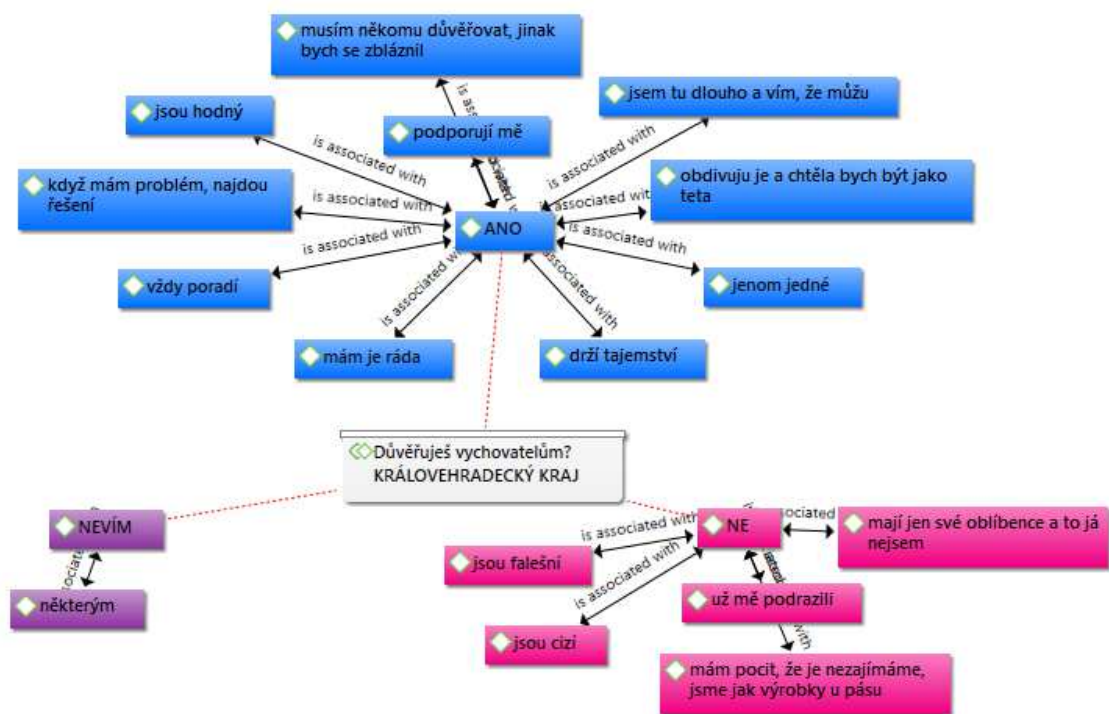 musím někomu důvěřovat, jinak
bych se zbláznil
is associated with
jsem tu dlouho a vím, že můžu
jsou hodný
is associated with
podporují mě
is associated with
když mám problém, najdou
řešení
is associated with
obdivuju je a chtěla bych být jako
teta
ANO
is associated with
is associated with
vždy poradí
is associated with
jenom jedné
is associated with
mám je ráda
drží tajemství
Důvěřuješ vychovatelům?
KRÁLOVEHRADECKÝ KRAJ
NEVÍM
některým
NE
is associated with
mají jen své oblíbence a to já
nejsem
jsou falešní
is associated with
už mě podrazili
jsou cizí
mám pocit, že je nezajímáme,
jsme jak výrobky u pásu